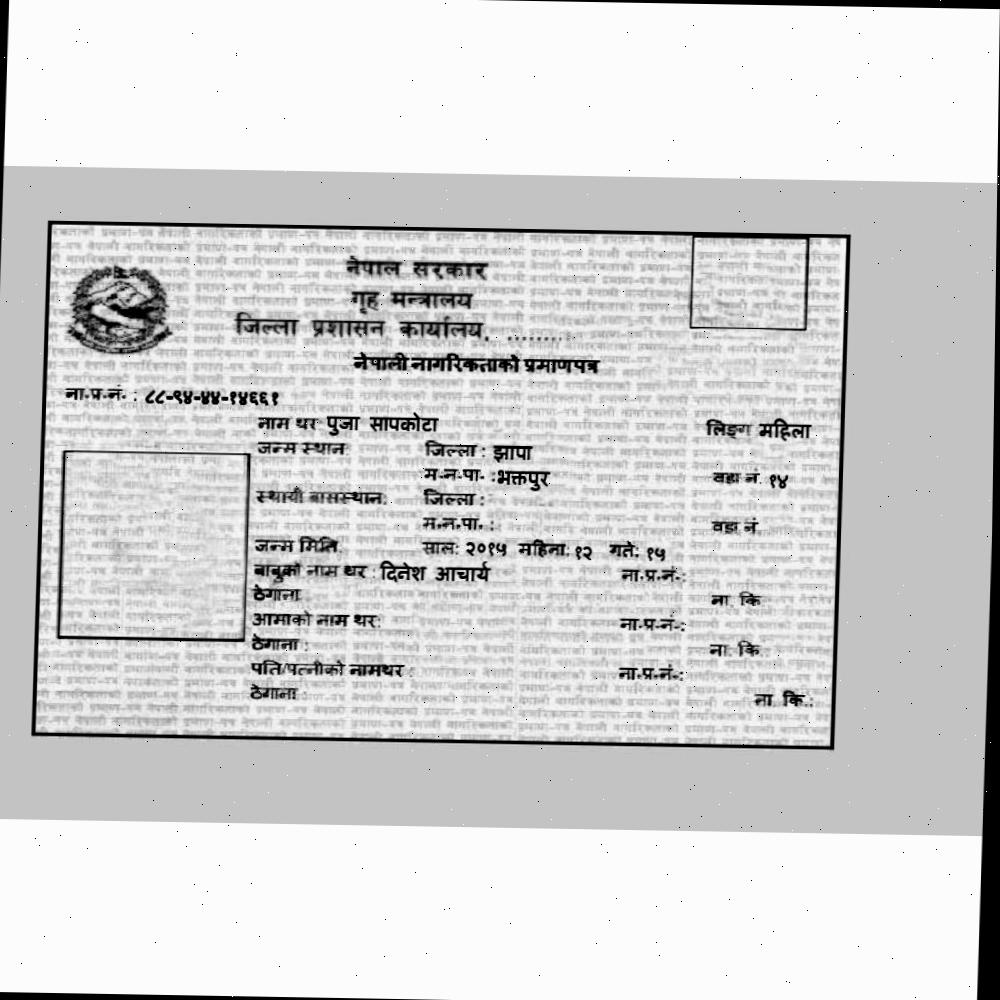 नेपाल सरकार
गृह मन्त्रालय
जिल्ला प्रशासन कार्यालय, .........
नेपाली नागरिकताको प्रमाणपत्र
ना.प्र.नं. : ८८-९४-४४-१४६६१
नाम थर पुजा सापकोटा लिङ्ग महिला
जन्म स्थान जिल्ला : झापा
म.न.पा. :भक्तपुर वडा नं. १४
स्थायी बासस्थान: जिल्ला :
म.न.पा. : वडा नं.
जन्म मिति साल: २०१५ महिना: १२ गते: १५
बाबुको नाम थर : दिनेश आचार्य ना.प्र.नं.:
ठेगाना ना. कि.
आमाको नाम थर: ना.प्र.नं.:
ठेगाना : ना. कि.
पति/पत्नीको नामथर : ना.प्र.नं.:
ठेगाना : ना. कि.: